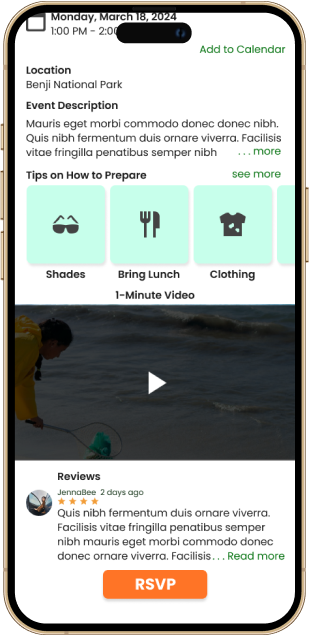 Monday, March 18, 2024
1:00 PM - 2:00
Add to Calendar
Location
Benji National Park
Event Description
Mauris eget morbi commodo donec donec nibh.
Quis nibh fermentum duis ornare viverra. Facilisis
vitae fringilla penatibus semper nibh ... more
Tips on How to Prepare see more
Shades Bring Lunch Clothing
1-Minute Video
Reviews
JennaBee 2 days ago
Quis nibh fermentum duis ornare viverra.
Facilisis vitae fringilla penatibus semper
nibh mauris eget morbi commodo donec
donec ornare viverra. Facilisis... Read more
RSVP